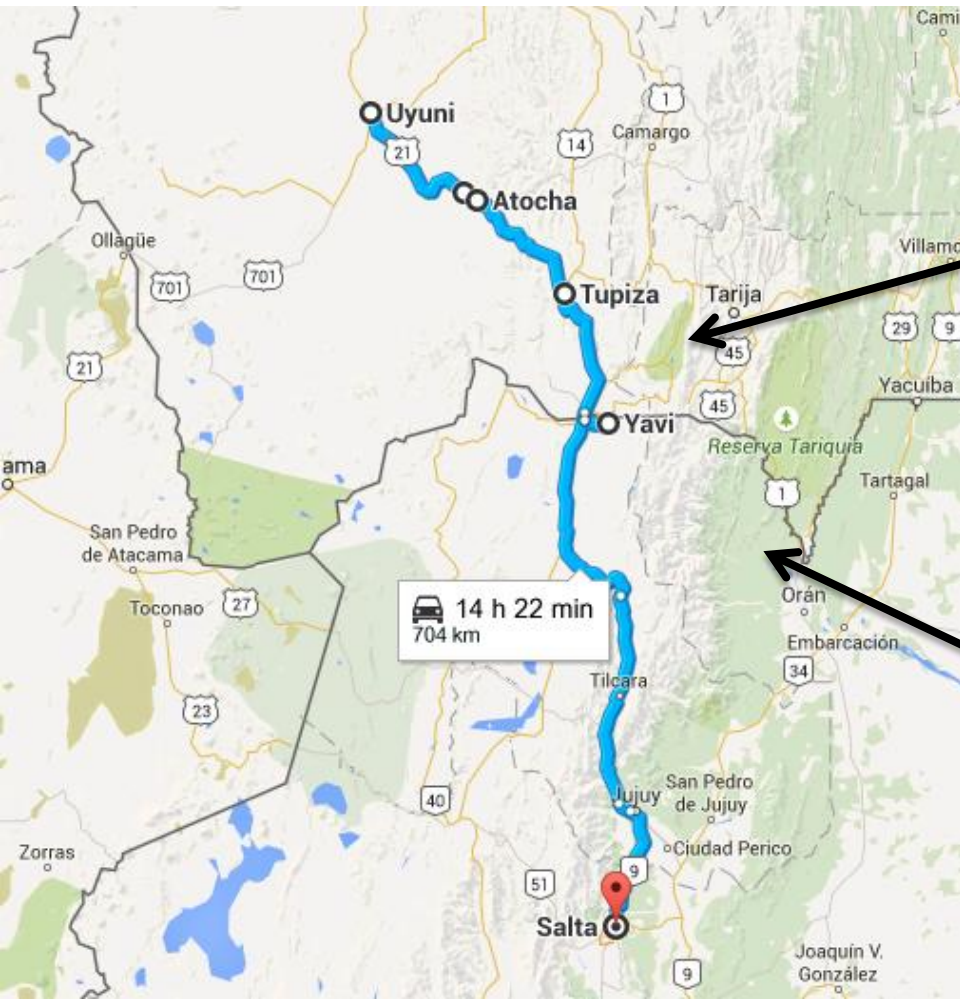 Cami
Uyuni
1
Camargo
14
21
Atocha
Ollagüe
Villamo
701
701
Tupiza
Tarija
29
9
45
21
Yacuiba
45
Yavi
Reserva Tariquia
ama
Tartagal
1
San Pedro
de Atacama
14 h 22 min
704 km
Orán
Toconao
27
Embarcación
34
Tilcara
23
San Pedro
de Jujuy
Jujuy
40
Zorras
Ciudad Perico
9
51
Salta
Joaquín V.
González
9